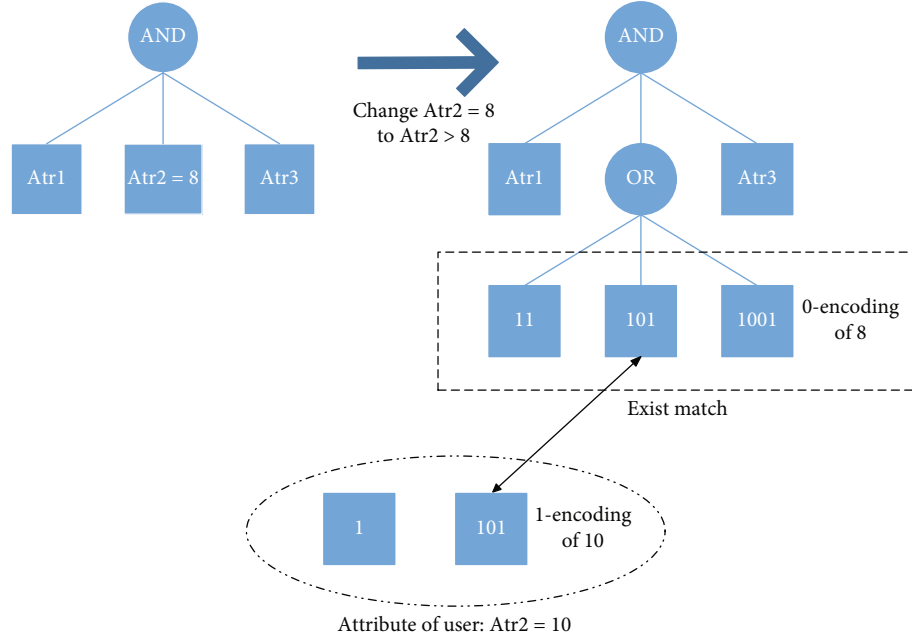 AND
AND
Change Atr2 = 8
to Atr2 > 8
Atr1
Atr2 = 8
Atr3
Atr1
OR
Atr3
11
101
1001
0-encoding
of 8
Exist match
1
101
1-encoding
of 10
Attribute of user: Atr2 = 10